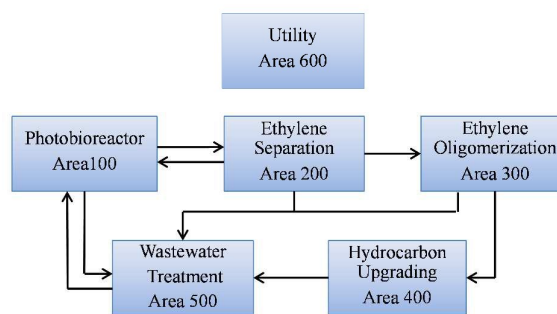 Utility
Area 600
Photobioreactor
Area100
Ethylene
Separation
Area 200
Ethylene
Oligomerization
Area 300
Wastewater
Treatment
Area 500
Hydrocarbon
Upgrading
Area 400